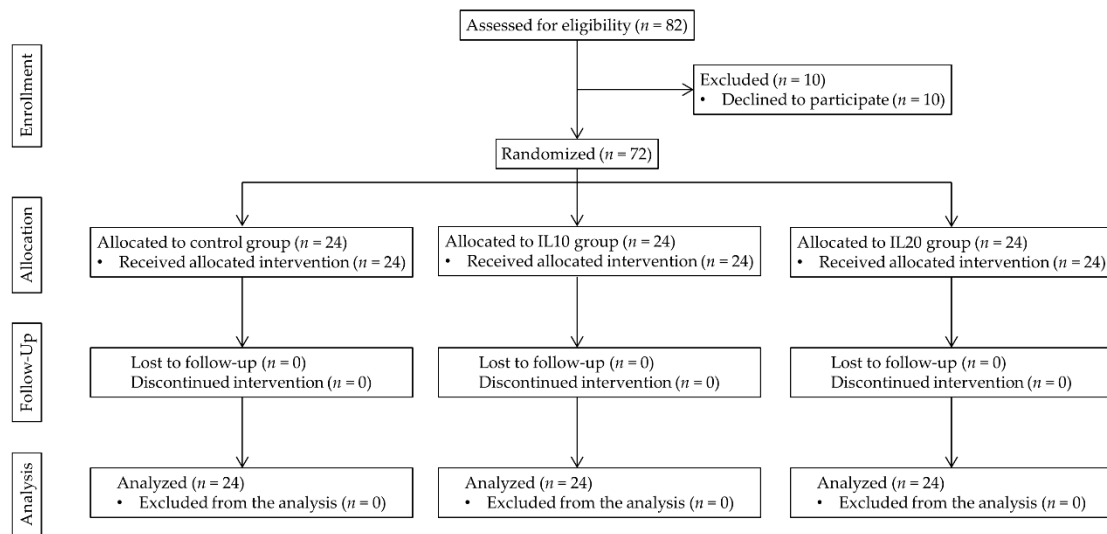 Assessed for eligibility (n = 82)
Enrollment
Excluded (n = 10)
• Declined to participate (n = 10)
Randomized (n = 72)
Allocation
Allocated to control group (n = 24)
• Received allocated intervention (n = 24)
Allocated to IL10 group (n = 24)
• Received allocated intervention (n = 24)
Allocated to IL20 group (n = 24)
• Received allocated intervention (n = 24)
Follow-Up
Lost to follow-up (n = 0)
Discontinued intervention (n = 0)
Lost to follow-up (n = 0)
Discontinued intervention (n = 0)
Lost to follow-up (n = 0)
Discontinued intervention (n = 0)
Analysis
Analyzed (n = 24)
• Excluded from the analysis (n = 0)
Analyzed (n = 24)
• Excluded from the analysis (n = 0)
Analyzed (n = 24)
• Excluded from the analysis (n = 0)